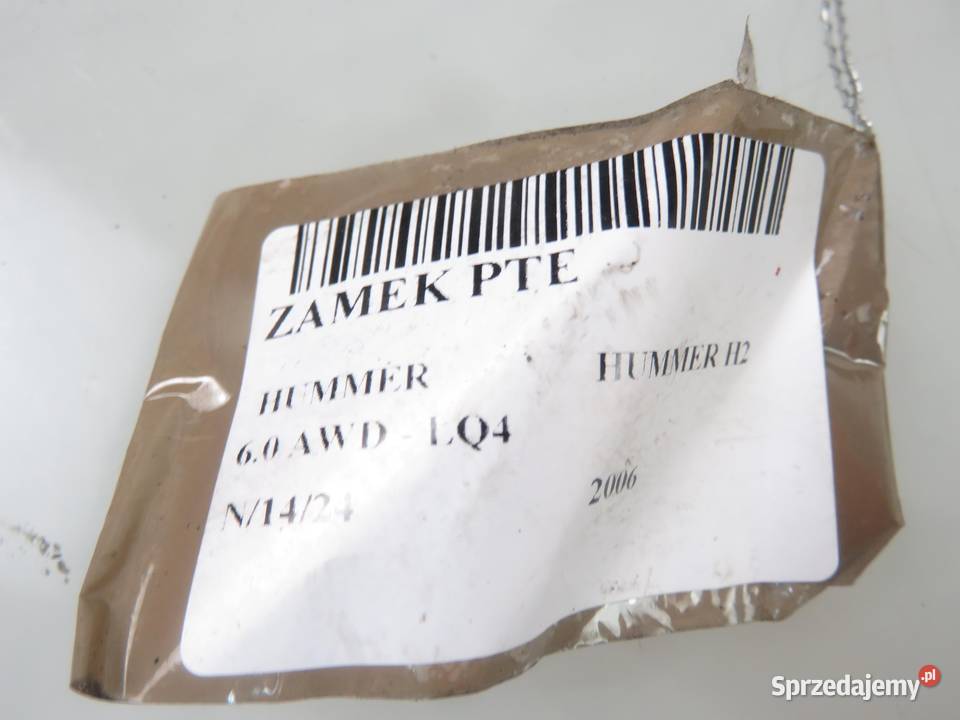 ZAMEK PTE
HUMMER HUMMER H2
6.0 AWD - LQ4
N/14/24 2006
Sprzedajemy.pl